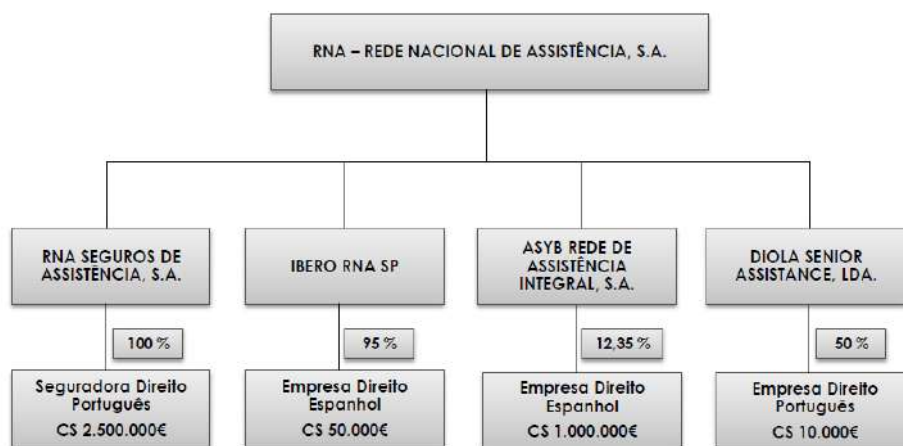 RNA – REDE NACIONAL DE ASSISTÊNCIA, S.A.
RNA SEGUROS DE
ASSISTÊNCIA, S.A.
IBERO RNA SP
ASYB REDE DE
ASSISTÊNCIA
INTEGRAL, S.A.
DIOLA SENIOR
ASSISTANCE, LDA.
100 %
95 %
12,35 %
50 %
Seguradora Direito
Português
CS 2.500.000€
Empresa Direito
Espanhol
CS 50.000€
Empresa Direito
Espanhol
CS 1.000.000€
Empresa Direito
Português
CS 10.000€